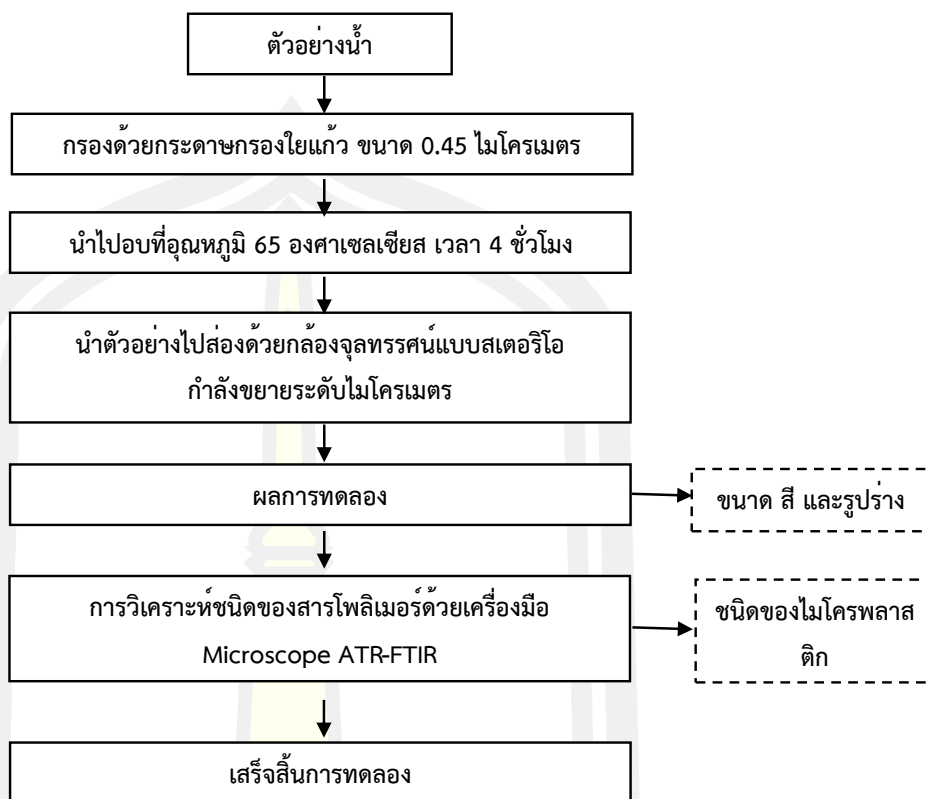 ตัวอย่างน้ำ
กรองด้วยกระดาษกรองใยแก้ว ขนาด 0.45 ไมโครเมตร
นำไปอบที่อุณหภูมิ 65 องศาเซลเซียส เวลา 4 ชั่วโมง
นำตัวอย่างไปส่องด้วยกล้องจุลทรรศน์แบบสเตอริโอ
กำลังขยายระดับไมโครเมตร
ผลการทดลอง
ขนาด สี และรูปร่าง
การวิเคราะห์ชนิดของสารโพลิเมอร์ด้วยเครื่องมือ
Microscope ATR-FTIR
ชนิดของไมโครพลาส
ติก
เสร็จสิ้นการทดลอง